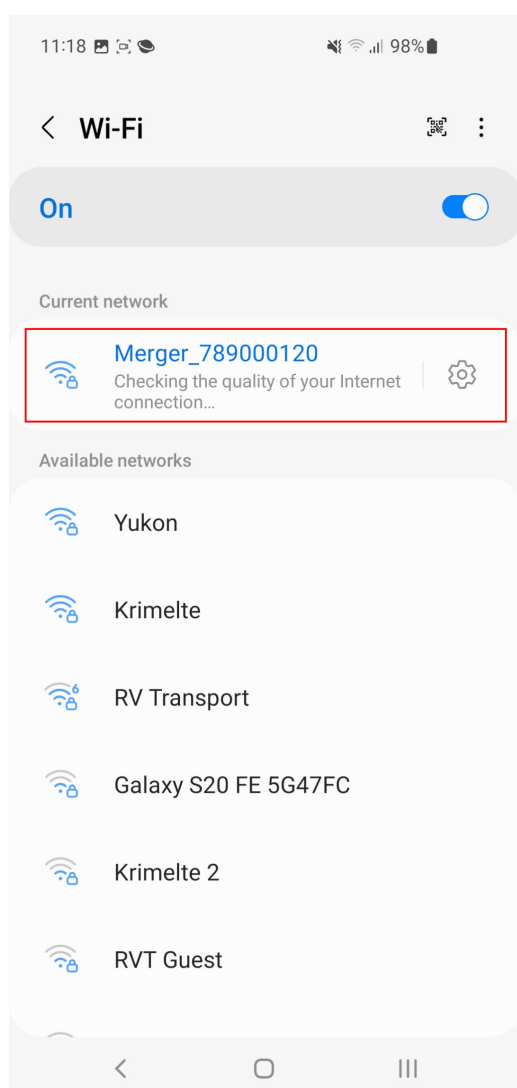 11:18 98%
Wi-Fi
On
Current network
Merger_789000120
Checking the quality of your Internet
connection...
Available networks
Yukon
Krimelte
6
RV Transport
Galaxy S20 FE 5G47FC
Krimelte 2
RVT Guest